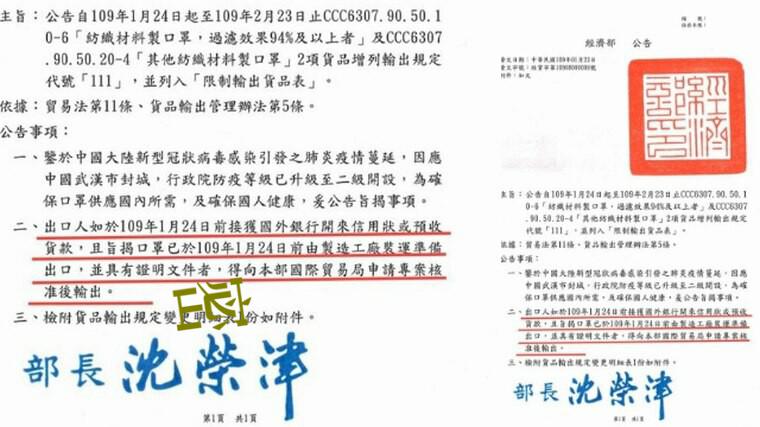 主旨:公告自109年1月24日起至109年2月23日止CCC6307.90.50.1
0-6「紡織材料製口罩,過濾效果94%及以上者」及CCC6307
.90.50.20-4「其他紡織材料製口罩」2項貨品增列輸出規定
代號「111」,並列入「限制輸出貨品表」。
依據:貿易法第11條、貨品輸出管理辦法第5條。
公告事項:
一、鑒於中國大陸新型冠狀病毒感染引發之肺炎疫情蔓延,因應
中國武漢市封城,行政院防疫等級已升級至二級開設,為確
保口罩供應國內所需,及確保國人健康,爰公告旨揭事項。
二、出口人如於109年1月24日前接獲國外銀行開來信用狀或預收
貨款,且旨揭口罩已於109年1月24日前由製造工廠裝運準備
出口,並具有證明文件者,得向本部國際貿易局申請專案核
准後輸出。
三、檢附貨品輸出規定變更明細表1份如附件。
部長 沈榮津
第1頁 共1頁
經濟部 公告
發文日期:中華民國109年01月23日
附件:如文
主旨:公告自109年1月24日起至109年2月23日止CCC6307.90.50.1
0-6「紡織材料製口罩,過濾效果94%及以上者」及CCC6307
.90.50.20-4「其他紡織材料製口罩」2項貨品增列輸出規定
代號「111」,並列入「限制輸出貨品表」。
依據:貿易法第11條、貨品輸出管理辦法第5條。
公告事項:
一、鑒於中國大陸新型冠狀病毒感染引發之肺炎疫情蔓延,因應
中國武漢市封城,行政院防疫等級已升級至二級開設,為確
保口罩供應國內所需,及確保國人健康,爰公告旨揭事項。
二、出口人如於109年1月24日前接獲國外銀行開來信用狀或預收
貨款,且旨揭口罩已於109年1月24日前由製造工廠裝運準備
出口,並具有證明文件者,得向本部國際貿易局申請專案核
准後輸出。
三、檢附貨品輸出規定變更明細表1份如附件。
部長 沈榮津
第1頁 共1頁